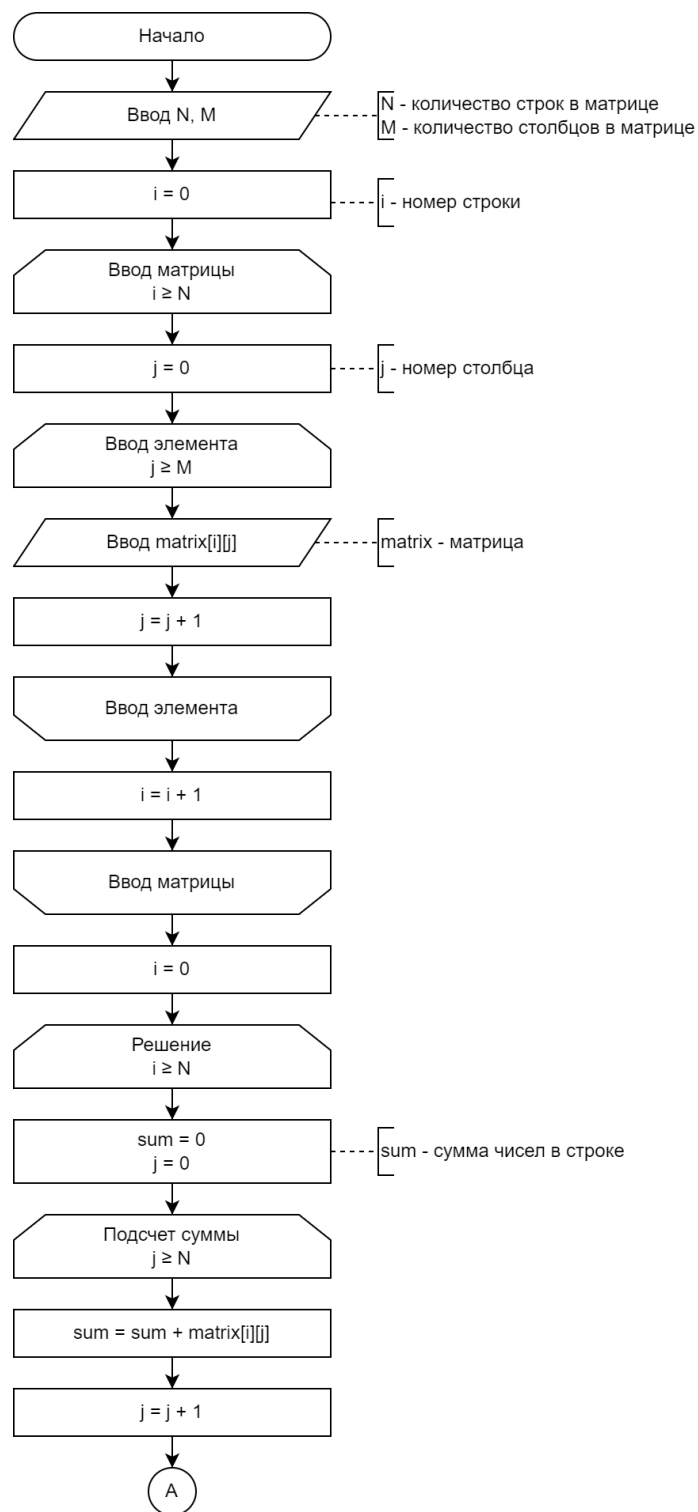 Начало
Ввод N, M
N - количество строк в матрице
M - количество столбцов в матрице
i = 0
i - номер строки
Ввод матрицы
i ≥ N
j = 0
j - номер столбца
Ввод элемента
j ≥ M
Ввод matrix[i][j]
matrix - матрица
j = j + 1
Ввод элемента
i = i + 1
Ввод матрицы
i = 0
Решение
i ≥ N
sum = 0
j = 0
sum - сумма чисел в строке
Подсчет суммы
j ≥ N
sum = sum + matrix[i][j]
j = j + 1
A